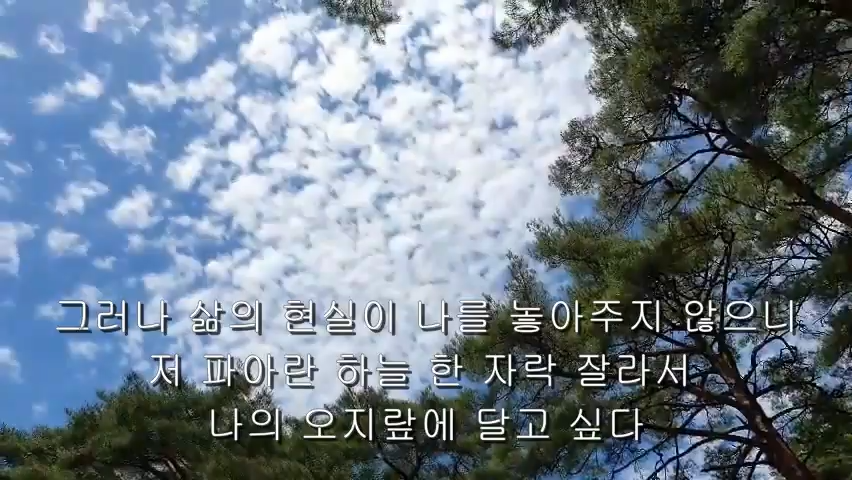 그러나 삶의 현실이 나를 놓아주지 않으니
저 파아란 하늘 한 자락 잘라서
나의 오지랖에 달고 싶다